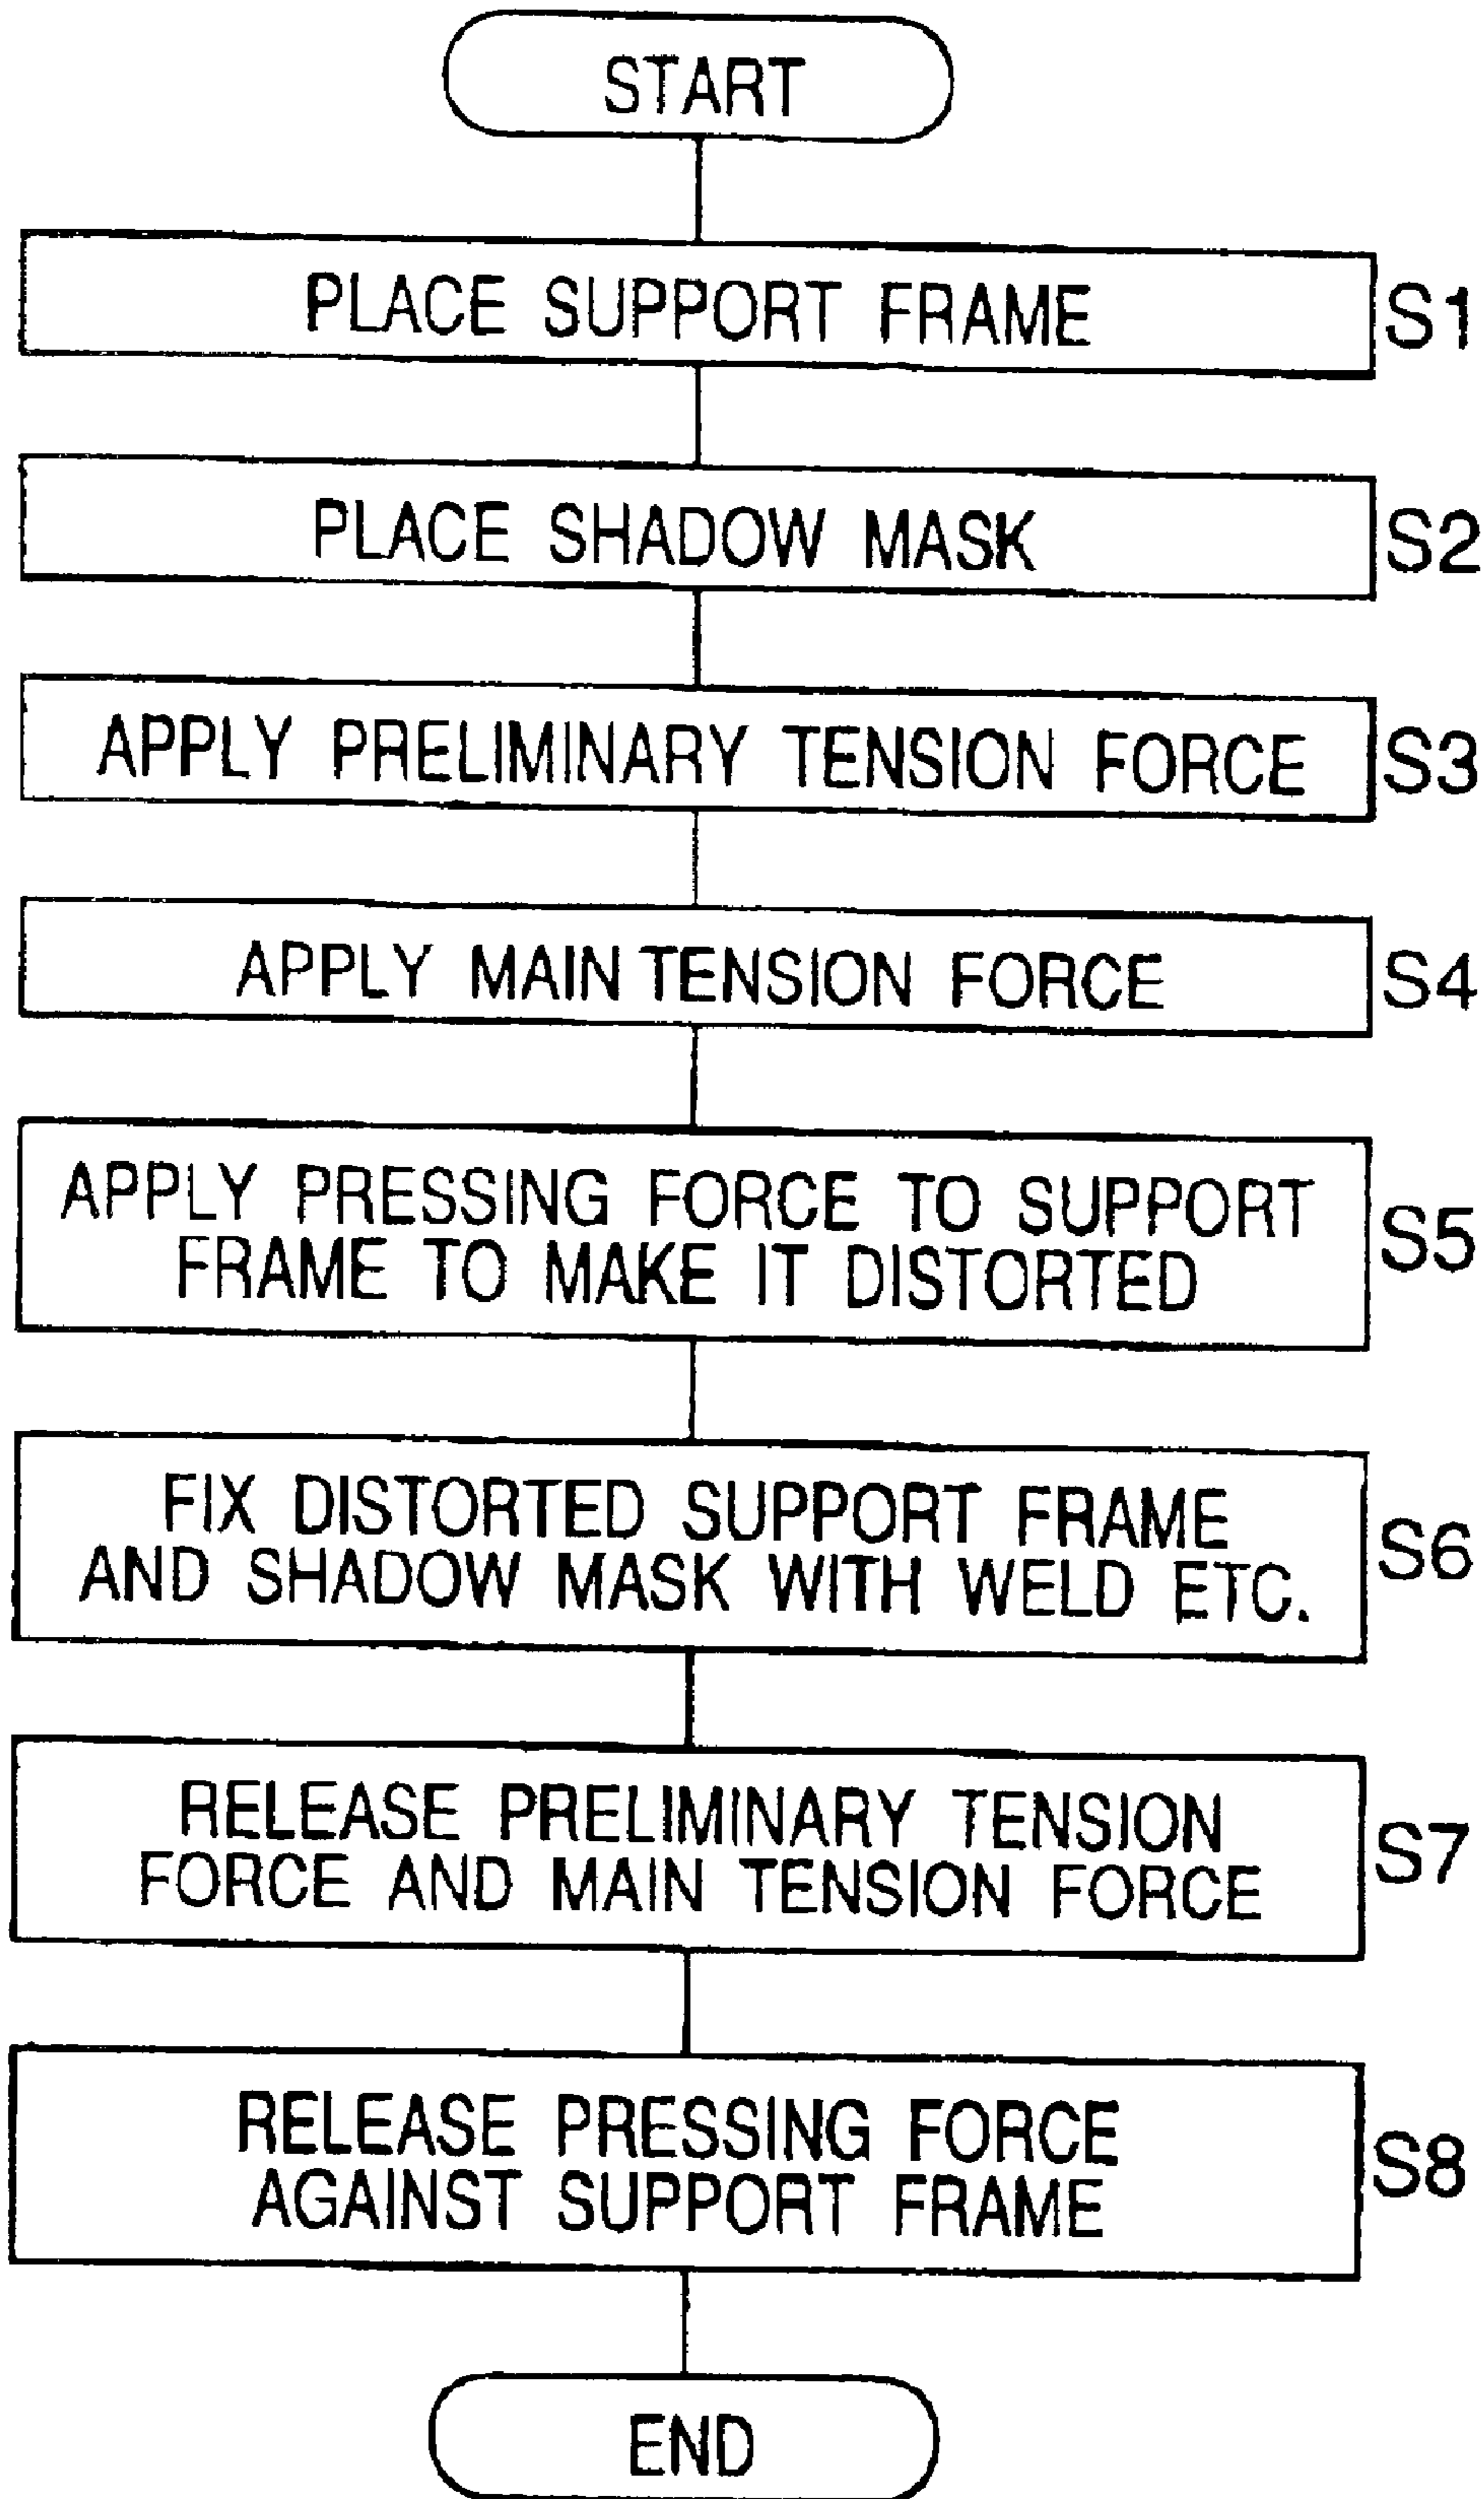 START
PLACE SUPPORT FRAME S1
PLACE SHADOW MASK S2
APPLY PRELIMINARY TENSION FORCE S3
APPLY MAIN TENSION FORCE S4
APPLY PRESSING FORCE TO SUPPORT
FRAME TO MAKE IT DISTORTED S5
FIX DISTORTED SUPPORT FRAME
AND SHADOW MASK WITH WELD ETC. S6
RELEASE PRELIMINARY TENSION
FORCE AND MAIN TENSION FORCE S7
RELEASE PRESSING FORCE
AGAINST SUPPORT FRAME S8
END